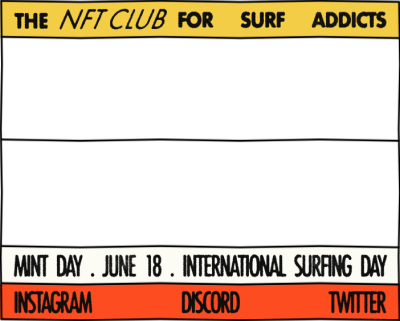 THE NFT CLUB FOR SURF ADDICTS
MINT DAY . JUNE 18 . INTERNATIONAL SURFING DAY
INSTAGRAM DISCORD TWITTER